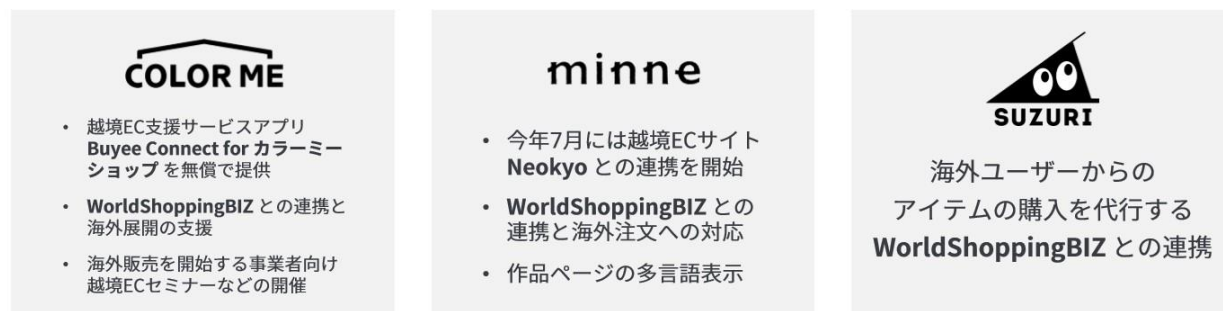 COLOR ME
• 越境EC支援サービスアプリ
Buyee Connect for カラーミー
ショップ を無償で提供
• WorldShoppingBIZ との連携と
海外展開の支援
• 海外販売を開始する事業者向け
越境ECセミナーなどの開催
minne
• 今年7月には越境ECサイト
Neokyo との連携を開始
• WorldShoppingBIZ との
連携と海外注文への対応
• 作品ページの多言語表示
SUZURI
海外ユーザーからの
アイテムの購入を代行する
WorldShoppingBIZ との連携